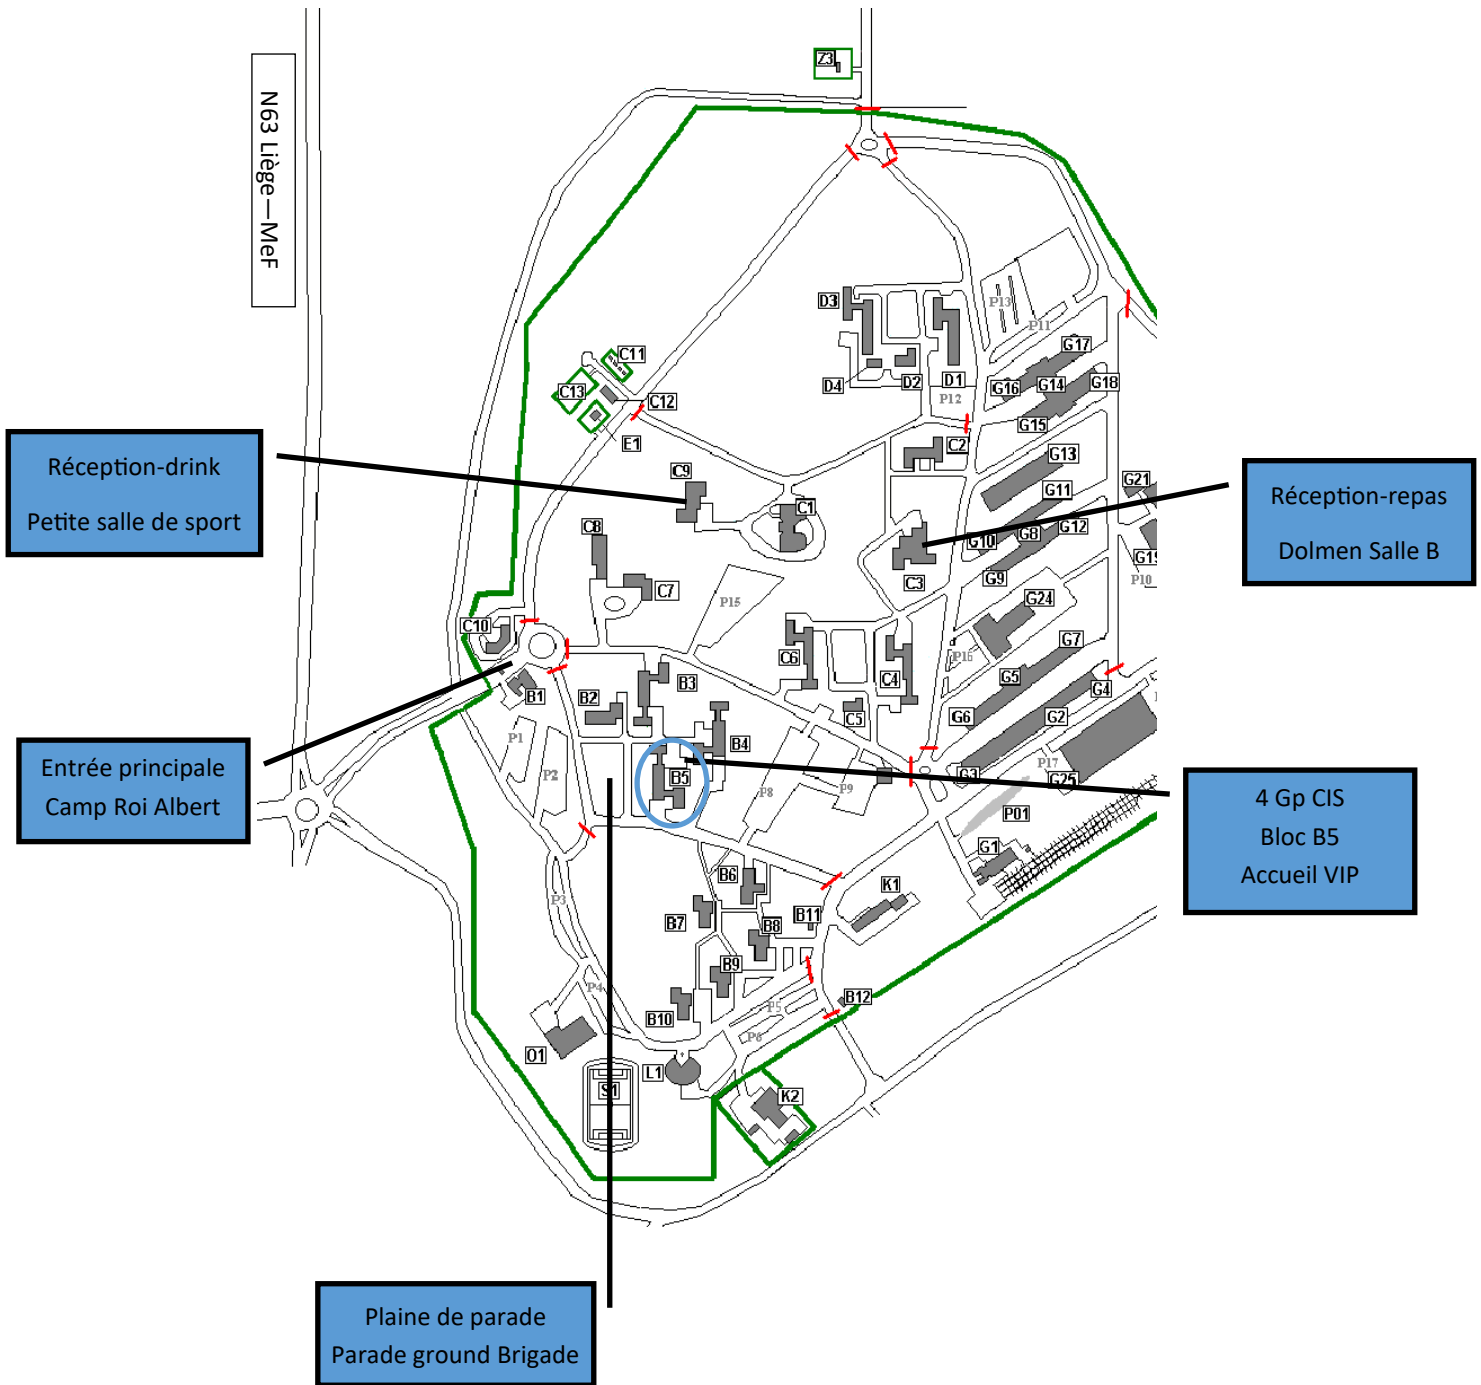 Z3
N63 Liège—MeF
D3
P13
P11
G17
C11
D4
D2
D1
G16
G14
G18
C13
C12
P12
G15
E1
C2
Réception-drink
Petite salle de sport
C9
G13
G21
Réception-repas
Dolmen Salle B
G11
C1
G12
C8
G10
G8
C3
G9
P10
C7
P15
G24
C10
G7
C6
P16
C4
G5
B3
G4
B1
B2
C5
G6
G2
Entrée principale
Camp Roi Albert
P1
B4
P2
B5
P8
P9
G3
P17
G25
4 Gp CIS
Bloc B5
Accueil VIP
P01
G1
B6
K1
P3
B7
B8
B11
B9
P4
B12
B10
P5
P6
O1
L1
S1
K2
Plaine de parade
Parade ground Brigade